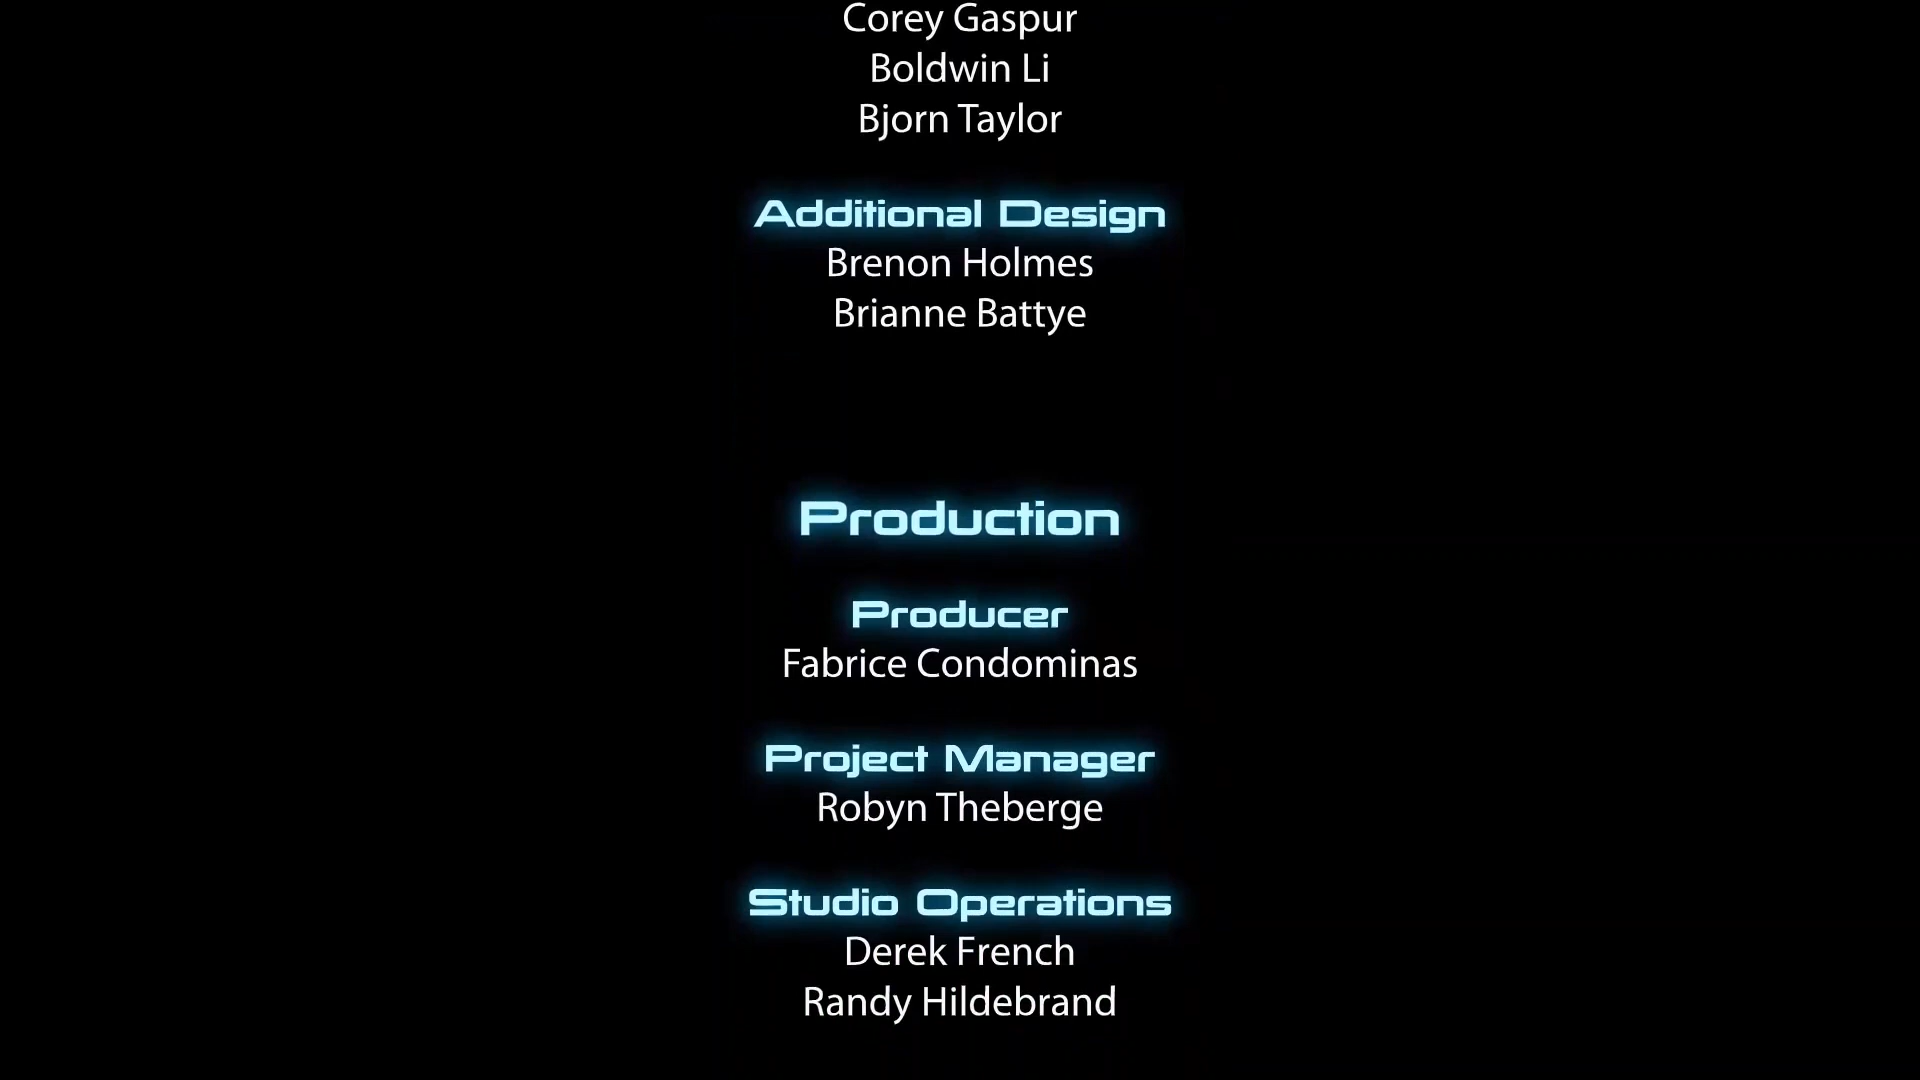 Corey Gaspur
Boldwin Li
Bjorn Taylor
Additional Design
Brenon Holmes
Brianne Battye
Production
Producer
Fabrice Condominas
Project Manager
Robyn Theberge
Studio Operations
Derek French
Randy Hildebrand